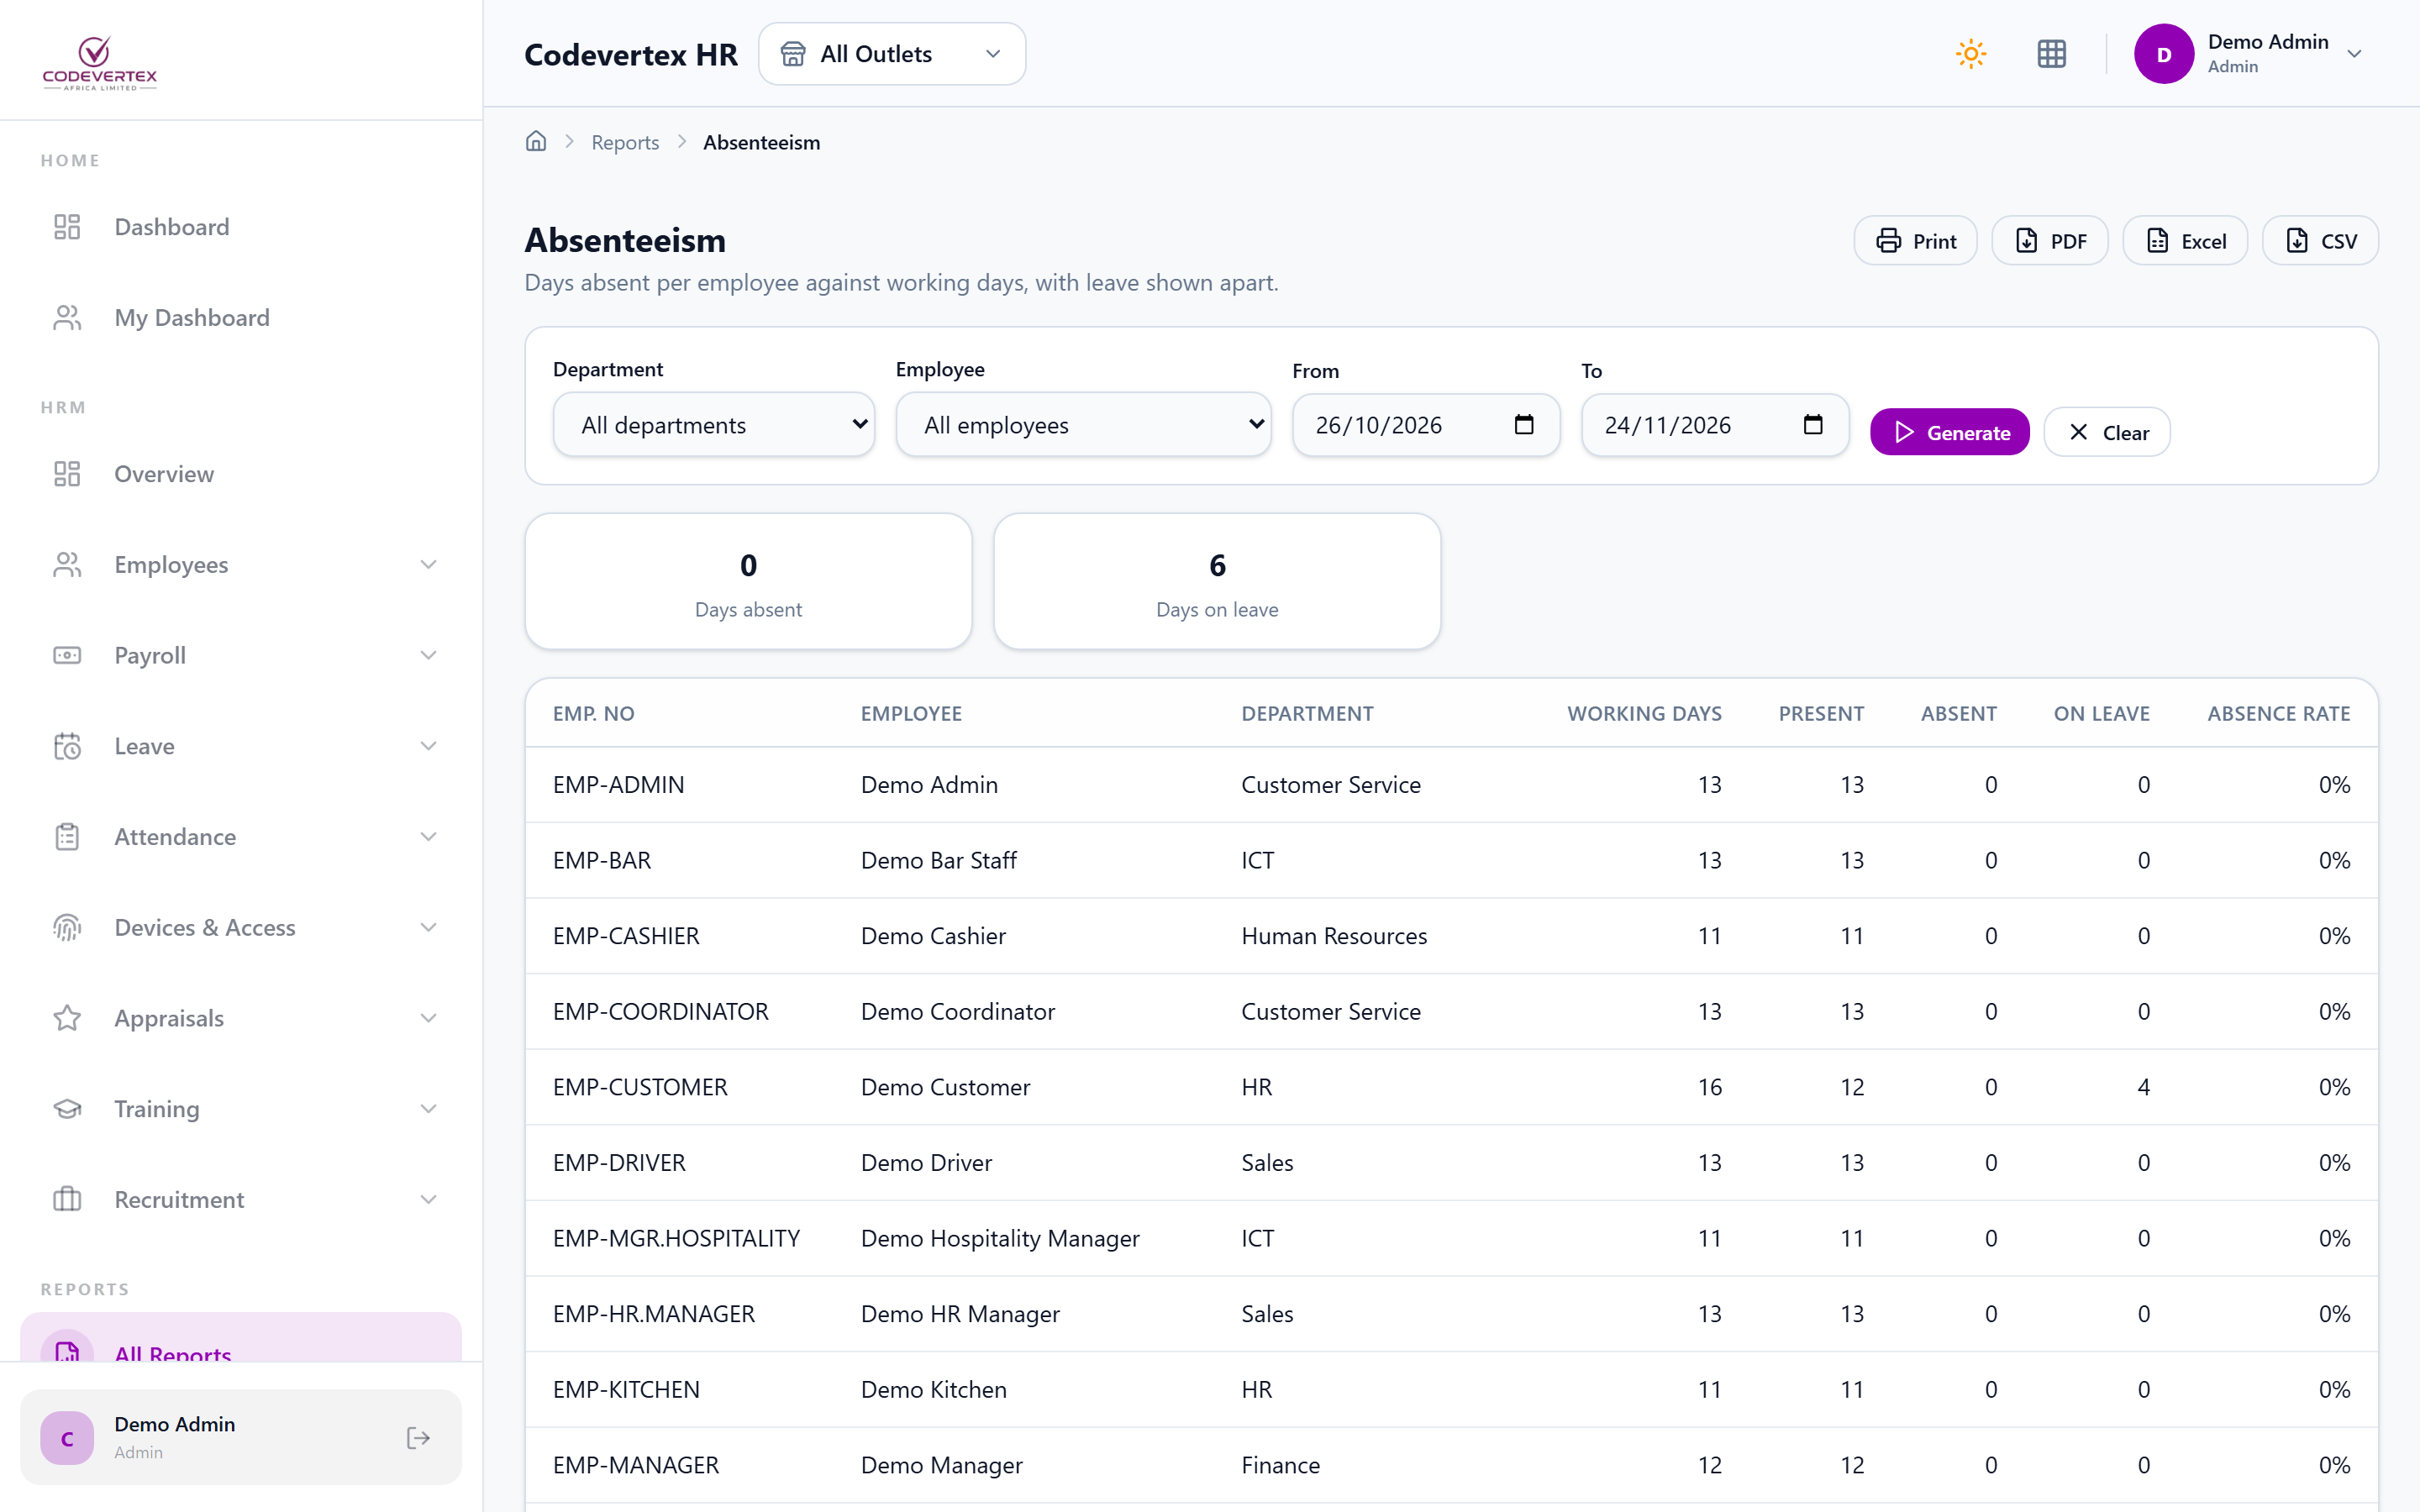 CODEVERTEX
AFRICA LIMITED
HOME
Dashboard
My Dashboard
HRM
Overview
Employees
Payroll
Leave
Attendance
Devices & Access
Appraisals
Training
Recruitment
REPORTS
All Reports
C
Demo Admin
Admin
Codevertex HR
All Outlets
D
Demo Admin
Admin
Reports
Absenteeism
Absenteeism
Days absent per employee against working days, with leave shown apart.
Print PDF Excel CSV
Department Employee From To
All departments All employees 26/10/2026 24/11/2026 Generate Clear
0 6
Days absent Days on leave
EMP. NO EMPLOYEE DEPARTMENT WORKING DAYS PRESENT ABSENT ON LEAVE ABSENCE RATE
EMP-ADMIN Demo Admin Customer Service 13 13 0 0 0%
EMP-BAR Demo Bar Staff ICT 13 13 0 0 0%
EMP-CASHIER Demo Cashier Human Resources 11 11 0 0 0%
EMP-COORDINATOR Demo Coordinator Customer Service 13 13 0 0 0%
EMP-CUSTOMER Demo Customer HR 16 12 0 4 0%
EMP-DRIVER Demo Driver Sales 13 13 0 0 0%
EMP-MGR.HOSPITALITY Demo Hospitality Manager ICT 11 11 0 0 0%
EMP-HR.MANAGER Demo HR Manager Sales 13 13 0 0 0%
EMP-KITCHEN Demo Kitchen HR 11 11 0 0 0%
EMP-MANAGER Demo Manager Finance 12 12 0 0 0%